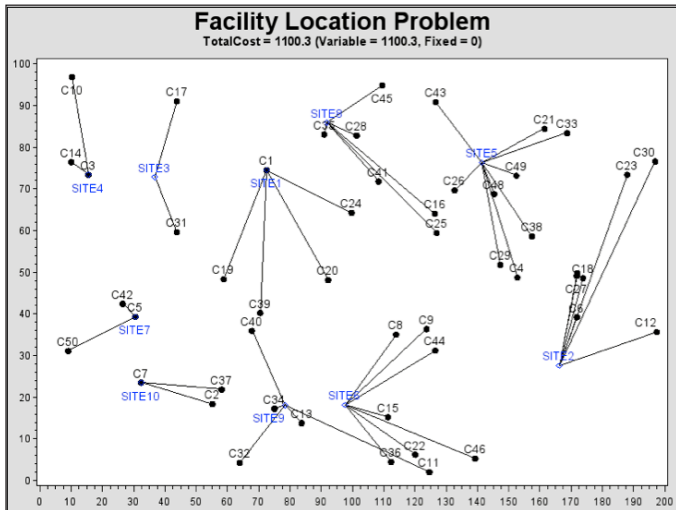 Facility Location Problem
TotalCost = 1100.3 (Variable = 1100.3, Fixed = 0)
100
90
80
70
60
50
40
30
20
10
0
C10
C17
C45
C43
C21
C33
C35
C28
C30
C14
C3
SITE3
C1
SITE5
C23
SITE4
SITE1
C41
C26
C49
C48
C24
C16
C31
C25
C38
C19
C20
C29
C4
C18
C27
C42
C5
C39
C6
SITE7
C40
C8
C9
C12
C50
C44
SITE2
C7
C37
SITE10
C2
C34
SITE9
C13
C15
C32
C36
C22
C11
C46
0 10 20 30 40 50 60 70 80 90 100 110 120 130 140 150 160 170 180 190 200